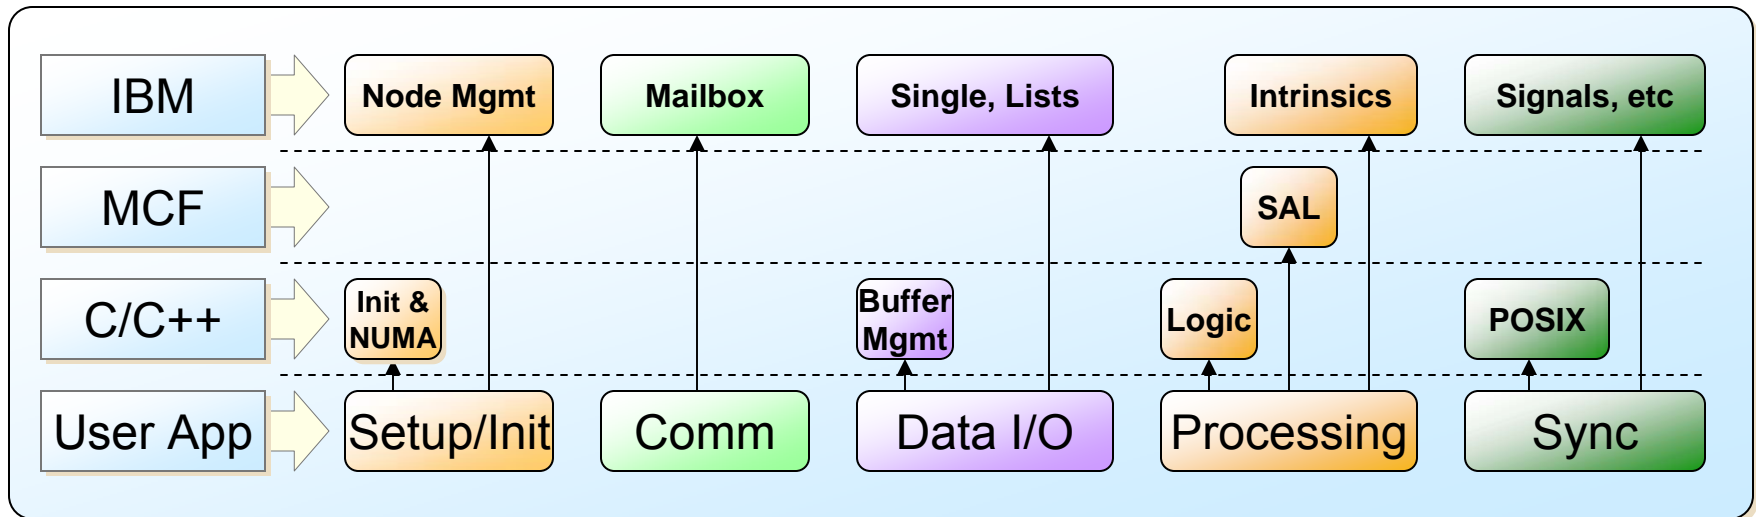 IBM
Node Mgmt
Mailbox
Single, Lists
Intrinsics
Signals, etc
MCF
SAL
C/C++
Init &
NUMA
Buffer
Mgmt
Logic
POSIX
User App
Setup/Init
Comm
Data I/O
Processing
Sync